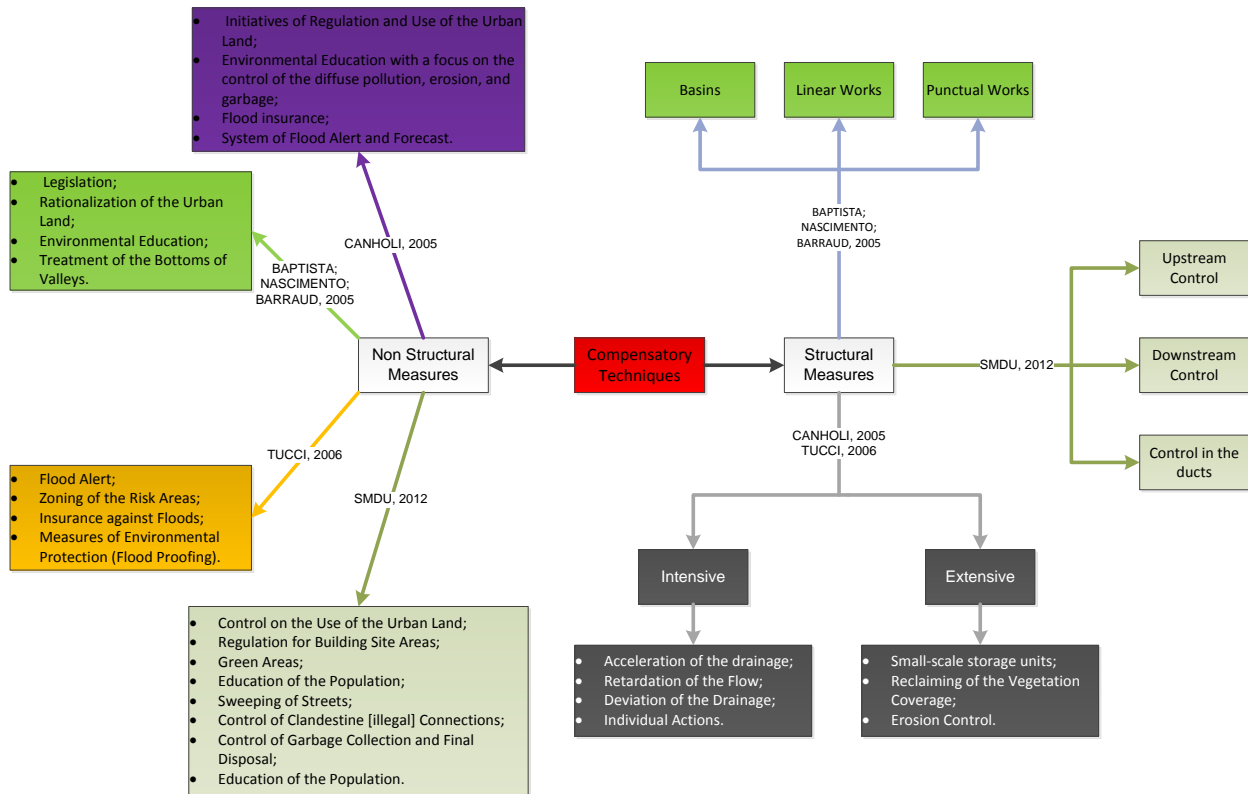 • Initiatives of Regulation and Use of the Urban
Land;
• Environmental Education with a focus on the
control of the diffuse pollution, erosion, and
garbage;
• Flood insurance;
• System of Flood Alert and Forecast.
Basins
Linear Works
Punctual Works
• Legislation;
• Rationalization of the Urban
Land;
• Environmental Education;
• Treatment of the Bottoms of
Valleys.
CANHOLI, 2005
BAPTISTA;
NASCIMENTO;
BARRAUD, 2005
BAPTISTA;
NASCIMENTO;
BARRAUD, 2005
Upstream
Control
Non Structural
Measures
Compensatory
Techniques
Structural
Measures
SMDU, 2012
Downstream
Control
Control in the
ducts
TUCCI, 2006
CANHOLI, 2005
TUCCI, 2006
• Flood Alert;
• Zoning of the Risk Areas;
• Insurance against Floods;
• Measures of Environmental
Protection (Flood Proofing).
SMDU, 2012
Intensive
Extensive
• Control on the Use of the Urban Land;
• Regulation for Building Site Areas;
• Green Areas;
• Education of the Population;
• Sweeping of Streets;
• Control of Clandestine [illegal] Connections;
• Control of Garbage Collection and Final
Disposal;
• Education of the Population.
• Acceleration of the drainage;
• Retardation of the Flow;
• Deviation of the Drainage;
• Individual Actions.
• Small-scale storage units;
• Reclaiming of the Vegetation
Coverage;
• Erosion Control.